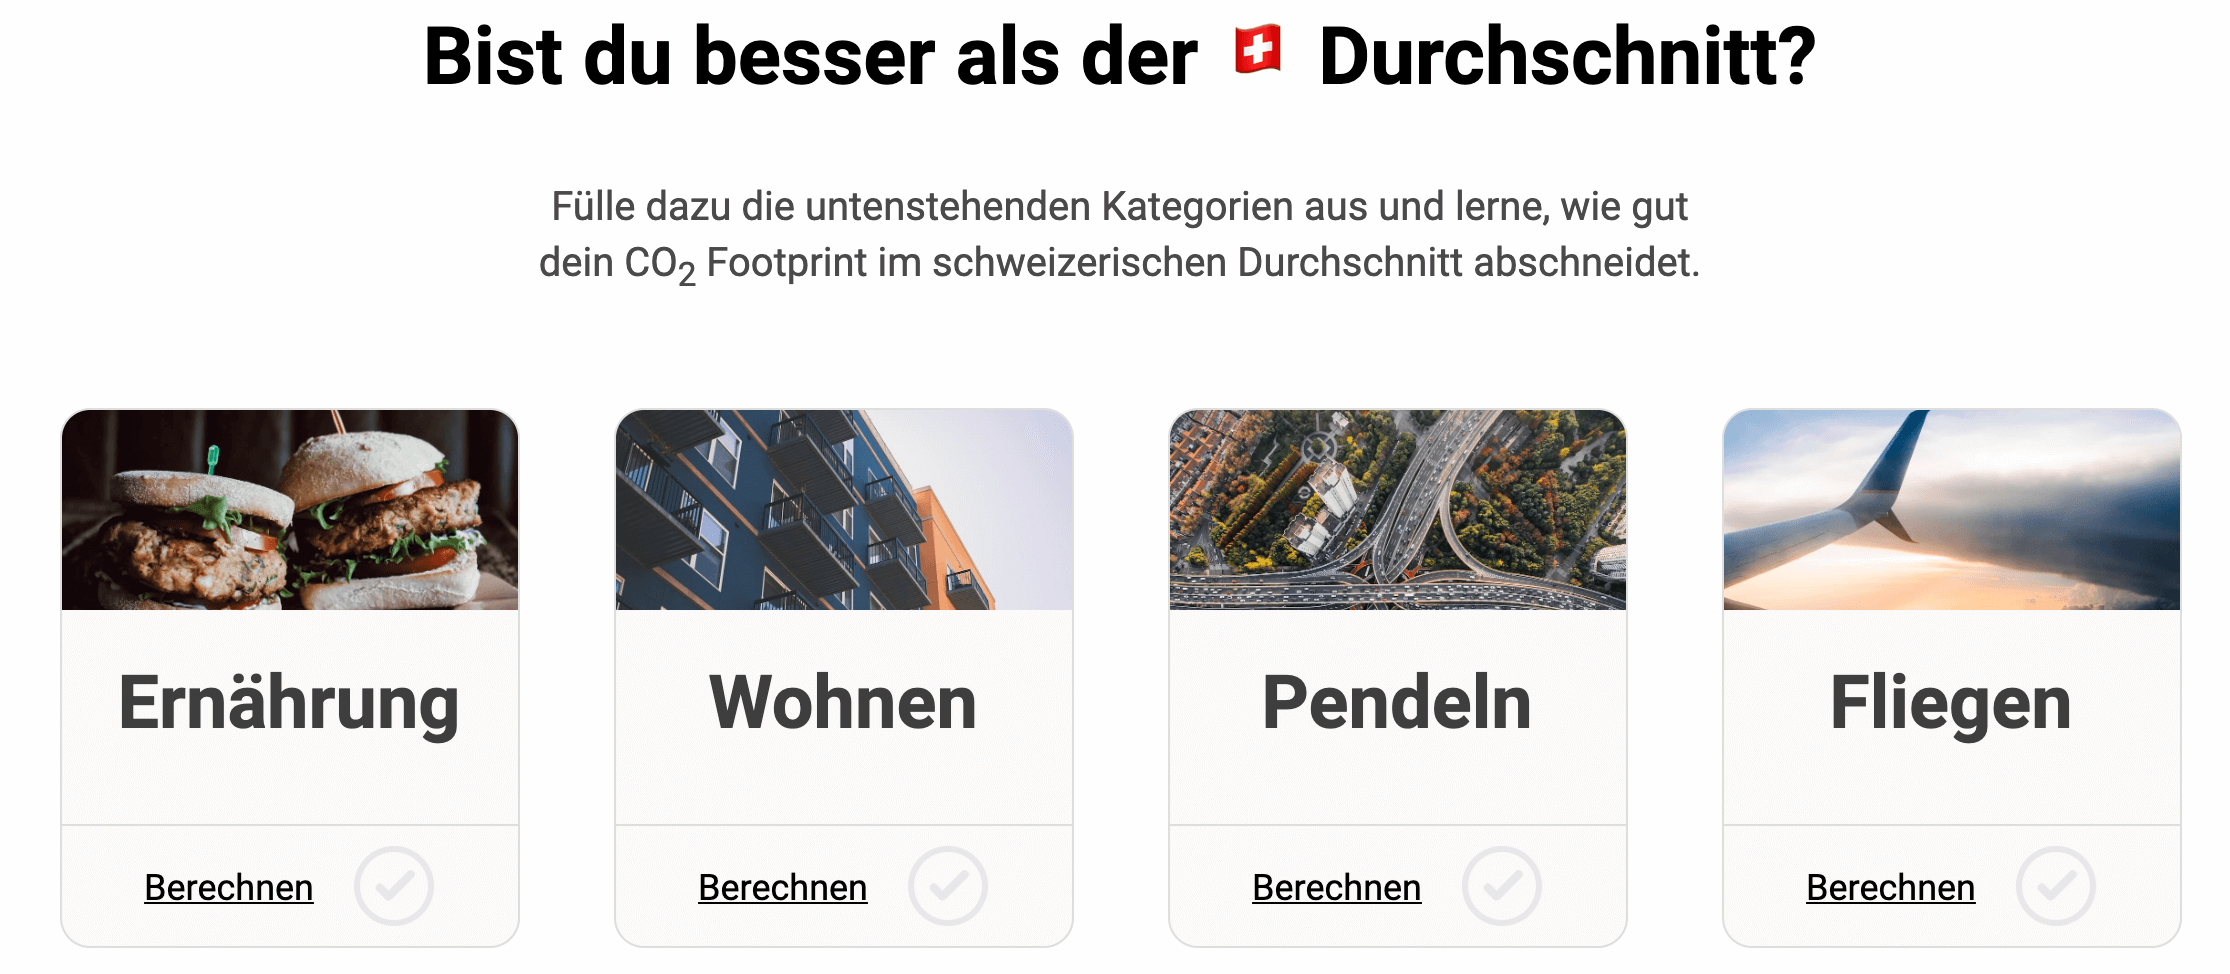 Bist du besser als der 🇨🇭 Durchschnitt?
Fülle dazu die untenstehenden Kategorien aus und lerne, wie gut
dein CO₂ Footprint im schweizerischen Durchschnitt abschneidet.
Ernährung
Berechnen
Wohnen
Berechnen
Pendeln
Berechnen
Fliegen
Berechnen